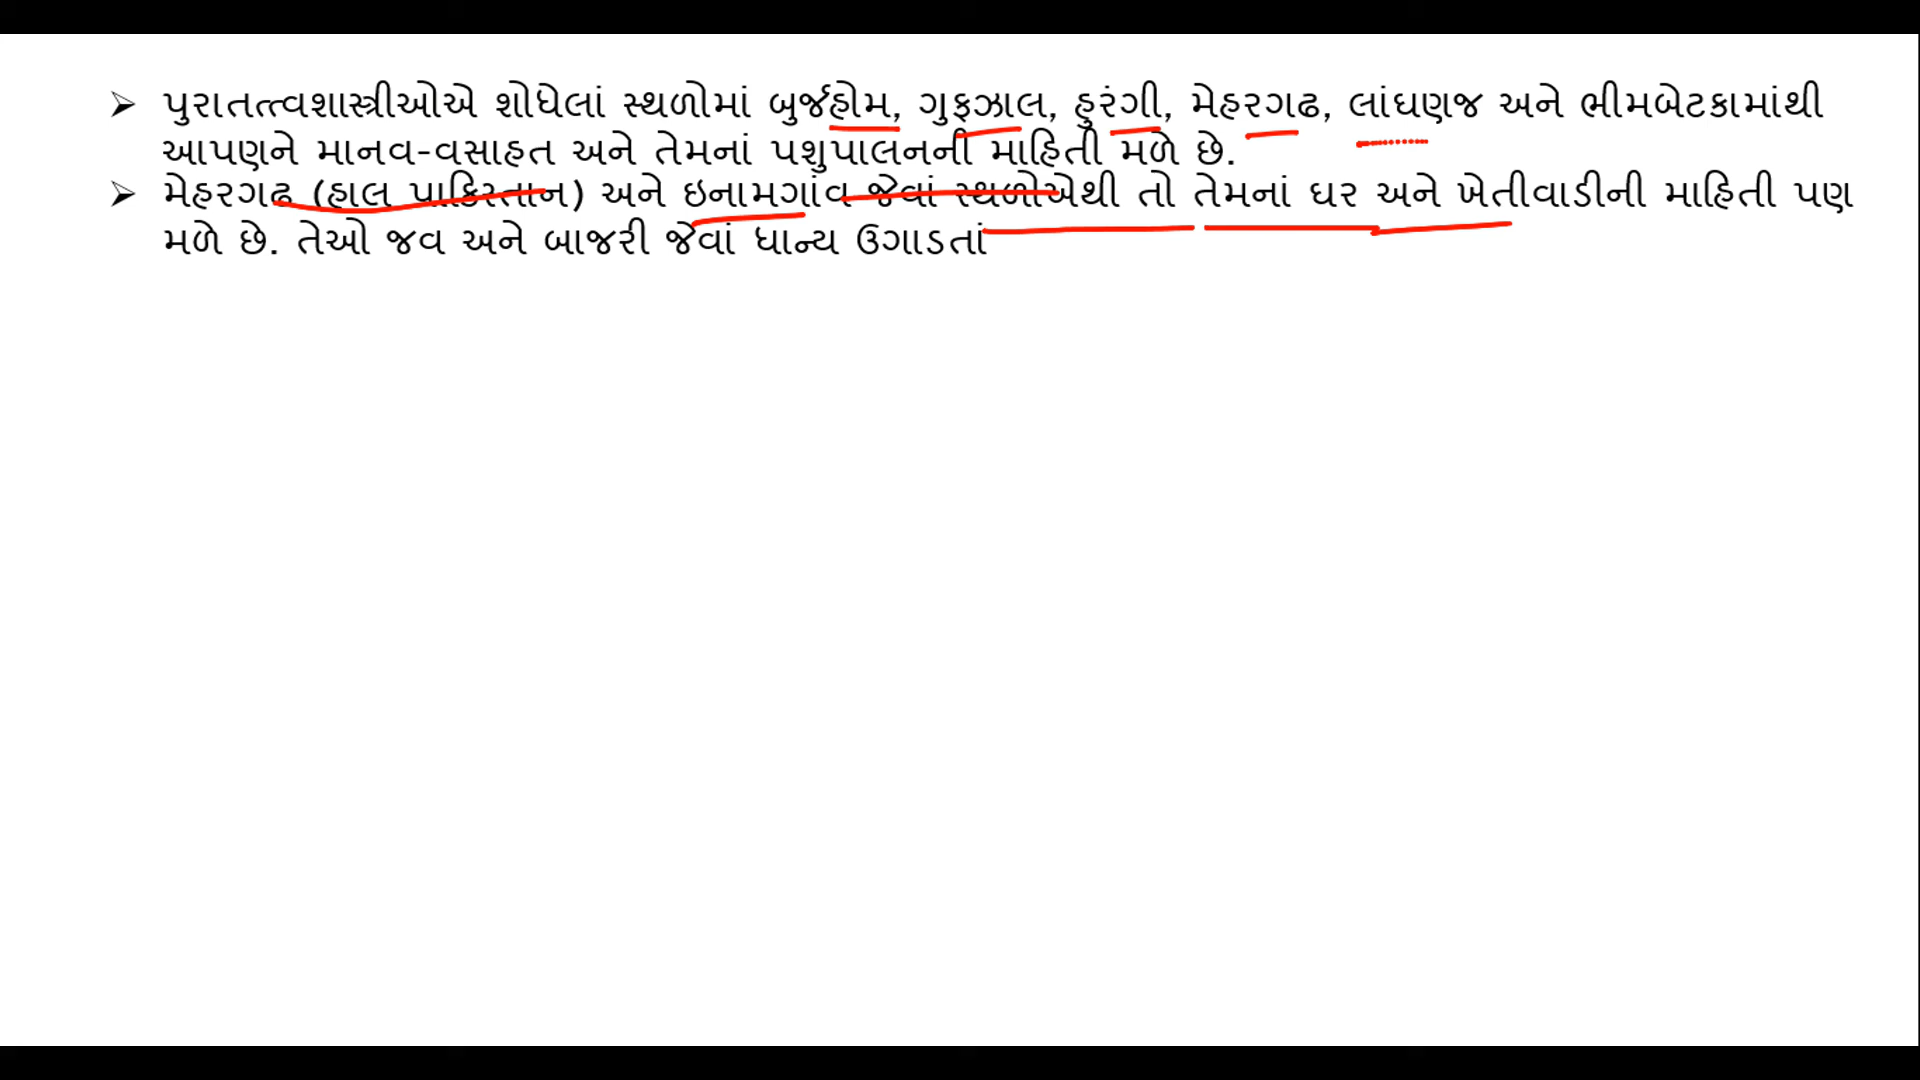 ➢ પુરાતત્ત્વશાસ્ત્રીઓએ શોધેલાં સ્થળોમાં બુર્જહોમ, ગુફઝાલ, હુરંગી, મેહરગઢ, લાંઘણજ અને ભીમબેટકામાંથી
આપણને માનવ-વસાહત અને તેમનાં પશુપાલનની માહિતી મળે છે.
➢ મેહરગઢ (હાલ પાકિસ્તાન) અને ઇનામગાંવ જેવાં સ્થળોએથી તો તેમનાં ઘર અને ખેતીવાડીની માહિતી પણ
મળે છે. તેઓ જવ અને બાજરી જેવાં ધાન્ય ઉગાડતાં